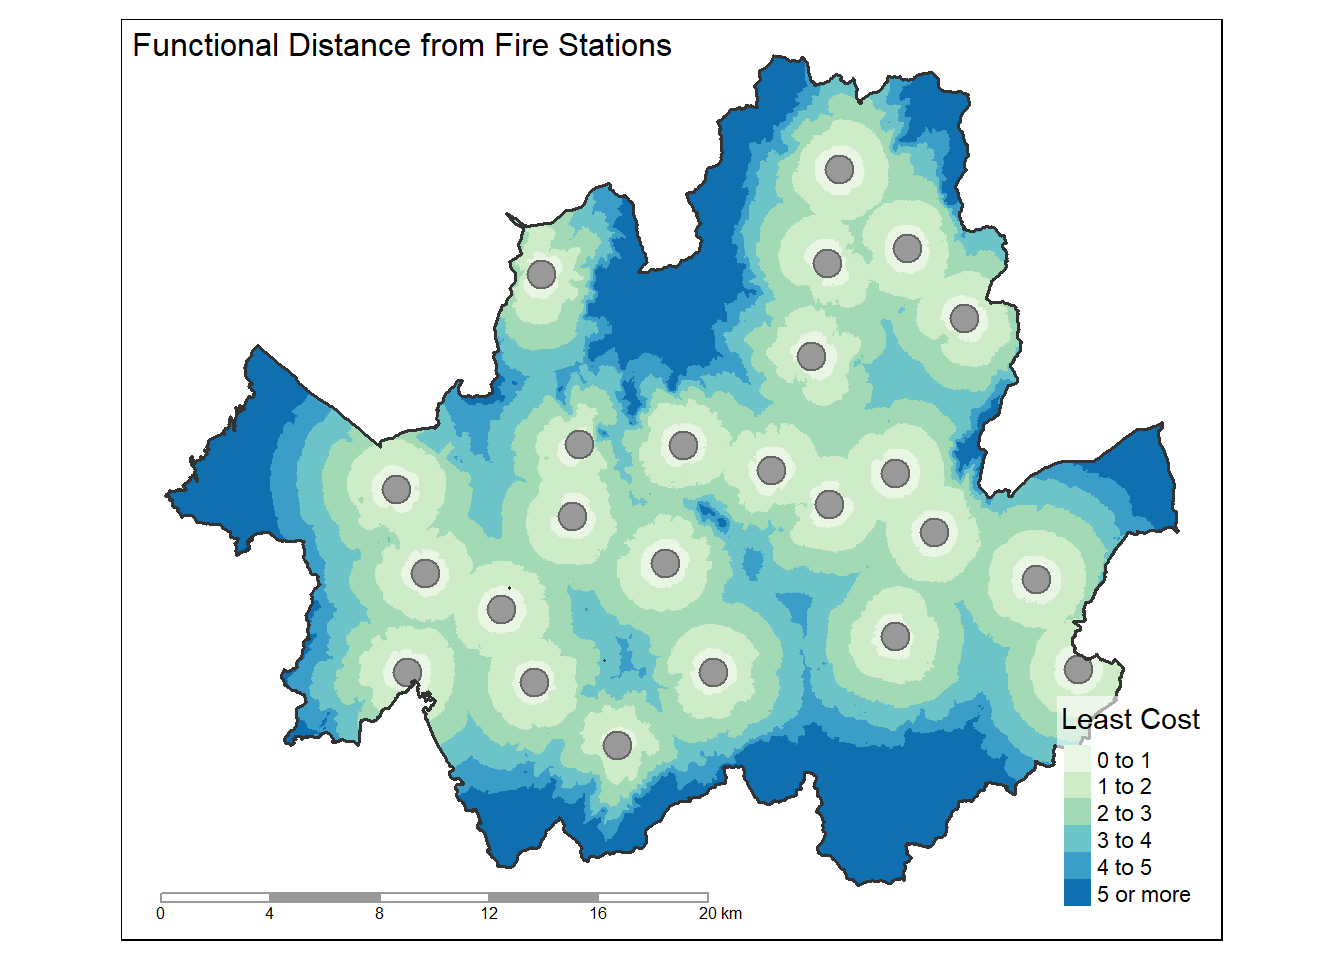 Functional Distance from Fire Stations
Least Cost
0 to 1
1 to 2
2 to 3
3 to 4
4 to 5
5 or more
0 4 8 12 16 20 km